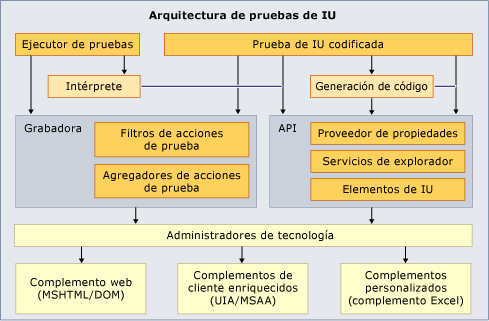 Arquitectura de pruebas de IU
Ejecutor de pruebas
Prueba de IU codificada
Intérprete
Generación de código
Grabadora
Filtros de acciones
de prueba
Agregadores de acciones
de prueba
API
Proveedor de propiedades
Servicios de explorador
Elementos de IU
Administradores de tecnología
Complemento web
(MSHTML/DOM)
Complementos de
cliente enriquecidos
(UIA/MSAA)
Complementos
personalizados
(complemento Excel)